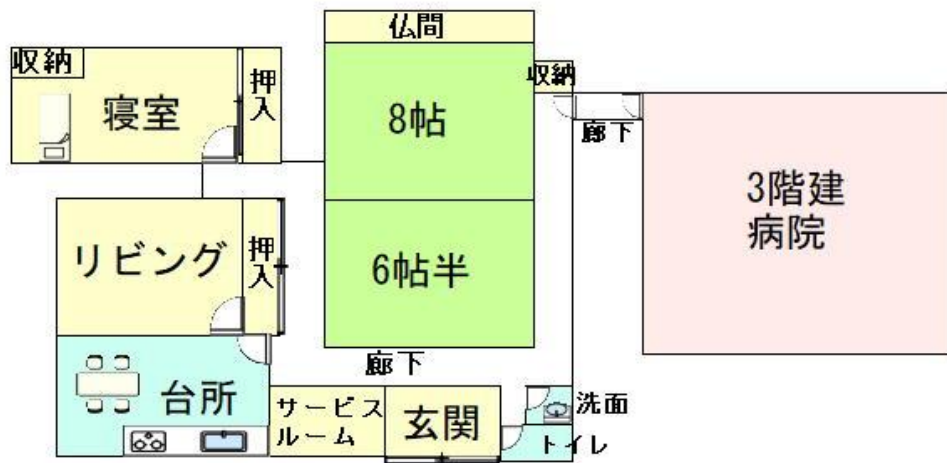 仏間
収納
寝室
押入
8帖
収納
廊下
3階建
病院
リビング
押入
6帖半
廊下
台所
サービス
ルーム
玄関
洗面
トイレ